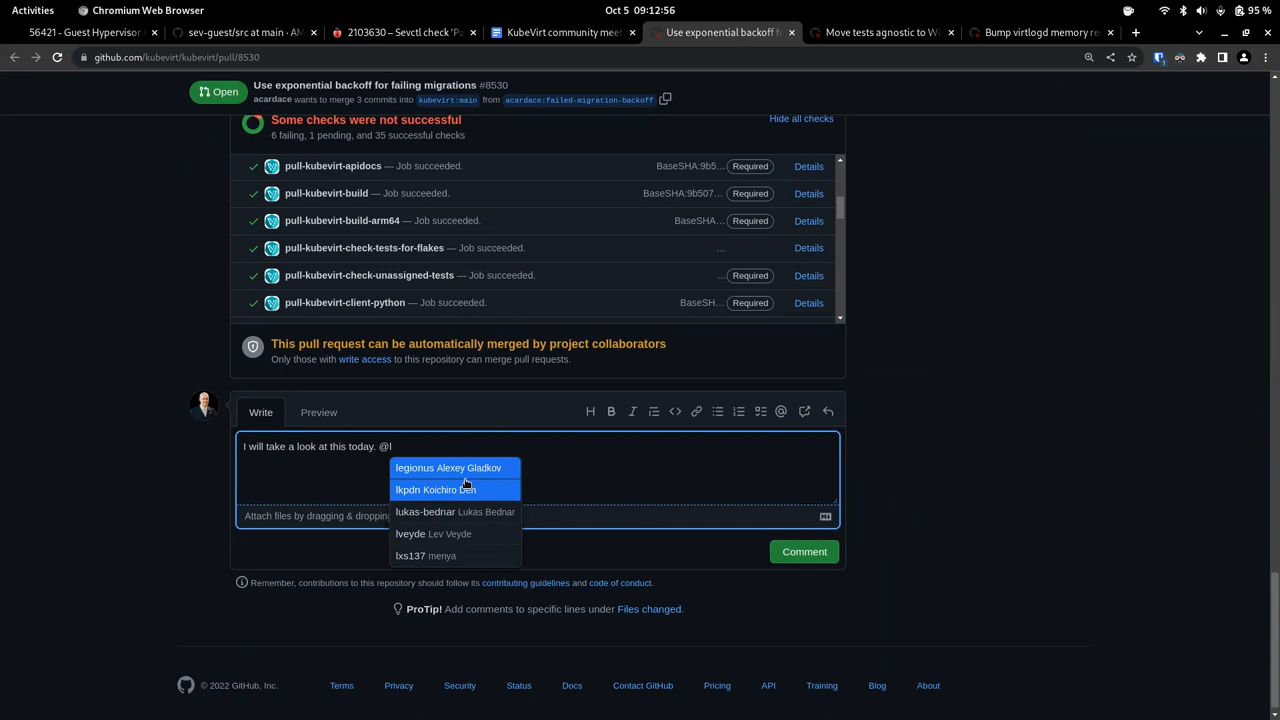 Activities
Chromium Web Browser
Oct 5 09:12:56
95 %
56421 - Guest Hypervisor
sev-guest/src at main · AM
2103630 – Sevctl check 'Pa
KubeVirt community mee
Use exponential backoff f
Move tests agnostic to W
Bump virtlogd memory re
github.com/kubevirt/kubevirt/pull/8530
Open
Use exponential backoff for failing migrations #8530
acardace wants to merge 3 commits into kubevirt:main from acardace:failed-migration-backoff
Some checks were not successful
Hide all checks
6 failing, 1 pending, and 35 successful checks
pull-kubevirt-apidocs — Job succeeded. BaseSHA:9b5… Required Details
pull-kubevirt-build — Job succeeded. BaseSHA:9b507… Required Details
pull-kubevirt-build-arm64 — Job succeeded. BaseSHA… Required Details
pull-kubevirt-check-tests-for-flakes — Job succeeded. … Details
pull-kubevirt-check-unassigned-tests — Job succeeded. … Required Details
pull-kubevirt-client-python — Job succeeded. BaseSH… Required Details
This pull request can be automatically merged by project collaborators
Only those with write access to this repository can merge pull requests.
Write
Preview
I will take a look at this today. @l
legionus Alexey Gladkov
lkpdn Koichiro Den
lukas-bednar Lukas Bednar
Attach files by dragging & dropping
lveyde Lev Veyde
lxs137 menya
Comment
Remember, contributions to this repository should follow its contributing guidelines and code of conduct.
ProTip! Add comments to specific lines under Files changed.
© 2022 GitHub, Inc.
Terms
Privacy
Security
Status
Docs
Contact GitHub
Pricing
API
Training
Blog
About